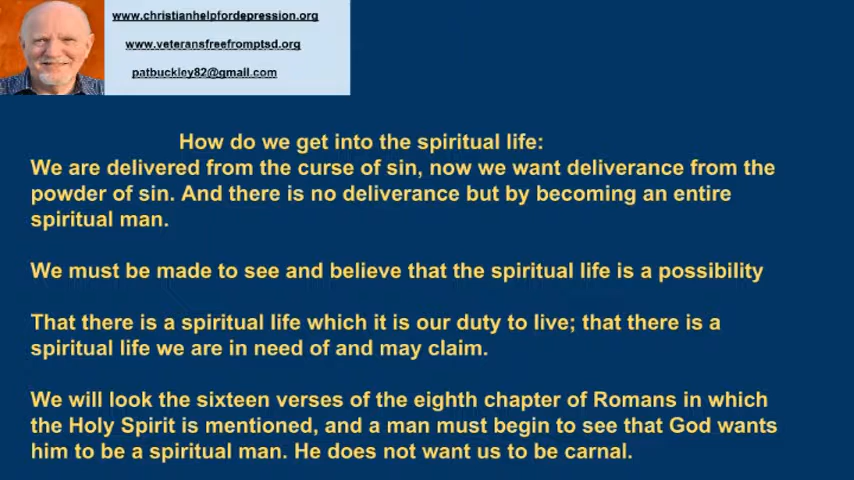 www.christianhelpfordepression.org
www.veteransfreefromptsd.org
patbuckley82@gmail.com
How do we get into the spiritual life:
We are delivered from the curse of sin, now we want deliverance from the
powder of sin. And there is no deliverance but by becoming an entire
spiritual man.
We must be made to see and believe that the spiritual life is a possibility
That there is a spiritual life which it is our duty to live; that there is a
spiritual life we are in need of and may claim.
We will look the sixteen verses of the eighth chapter of Romans in which
the Holy Spirit is mentioned, and a man must begin to see that God wants
him to be a spiritual man. He does not want us to be carnal.